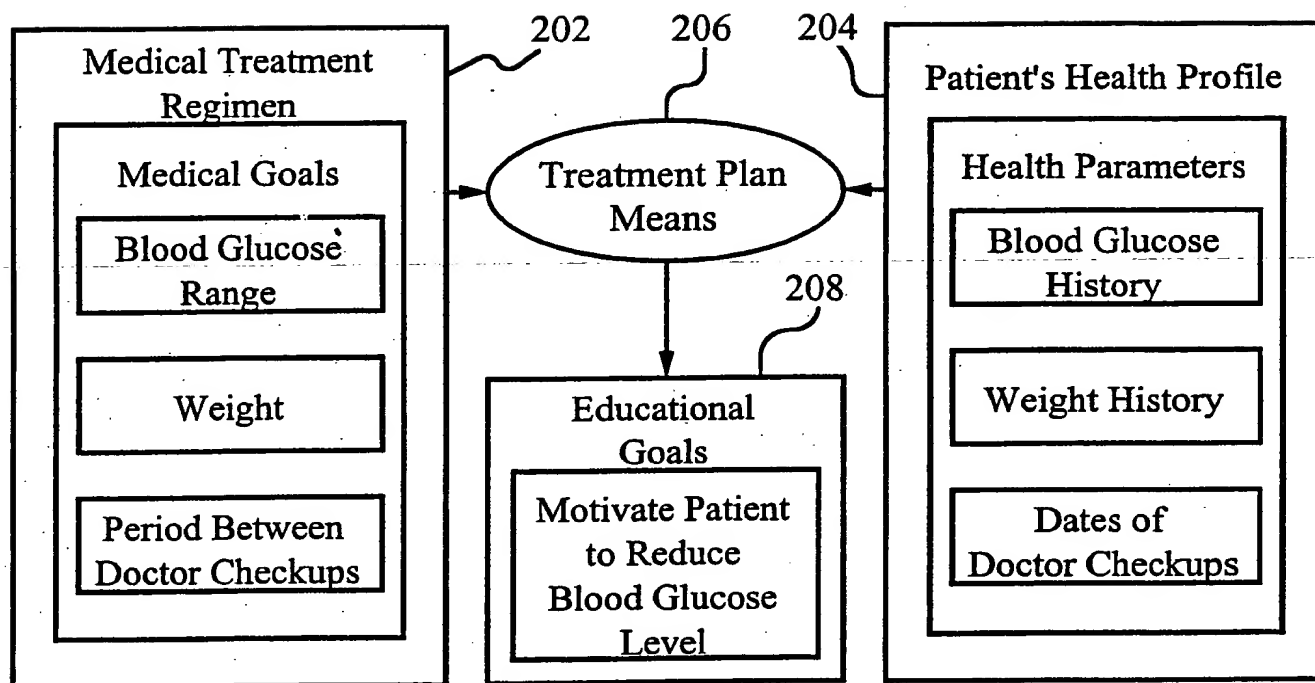 202
206
204
Medical Treatment
Regimen
Medical Goals
Blood Glucose
Range
Weight
Period Between
Doctor Checkups
Treatment Plan
Means
208
Educational
Goals
Motivate Patient
to Reduce
Blood Glucose
Level
Patient's Health Profile
Health Parameters
Blood Glucose
History
Weight History
Dates of
Doctor Checkups